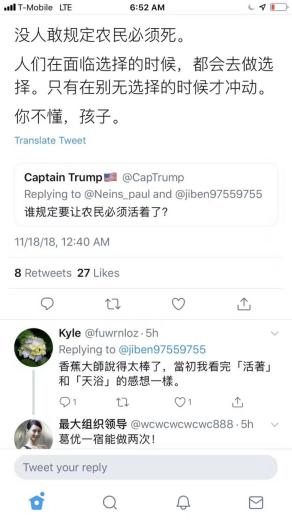 T-Mobile LTE 6:52 AM
没人敢规定农民必须死。
人们在面临选择的时候，都会去做选
择。只有在别无选择的时候才冲动。
你不懂，孩子。
Translate Tweet
Captain Trump🇺🇸 @CapTrump
Replying to @Neins_paul and @jiben97559755
谁规定要让农民必须活着了？
11/18/18, 12:40 AM
8 Retweets 27 Likes
Kyle @fuwrnloz · 5h
Replying to @jiben97559755
香蕉大師說得太棒了，當初我看完「活著」
和「天浴」的感想一樣。
1 1
最大组织领导 @wcwcwcwcwc888 · 5h
葛优一宿能做两次！
Tweet your reply